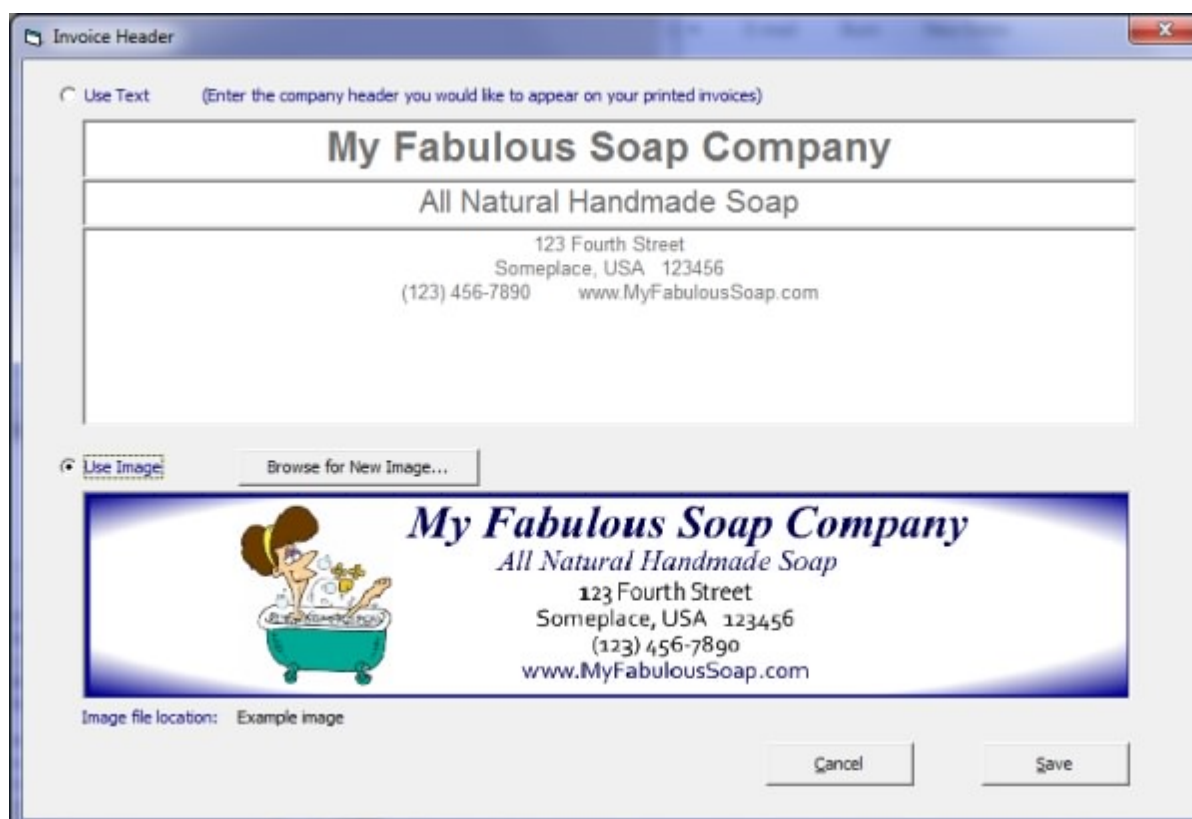 Invoice Header
Use Text (Enter the company header you would like to appear on your printed invoices)
My Fabulous Soap Company
All Natural Handmade Soap
123 Fourth Street
Someplace, USA 123456
(123) 456-7890 www.MyFabulousSoap.com
Use Image Browse for New Image...
My Fabulous Soap Company
All Natural Handmade Soap
123 Fourth Street
Someplace, USA 123456
(123) 456-7890
www.MyFabulousSoap.com
Image file location: Example image
Cancel Save